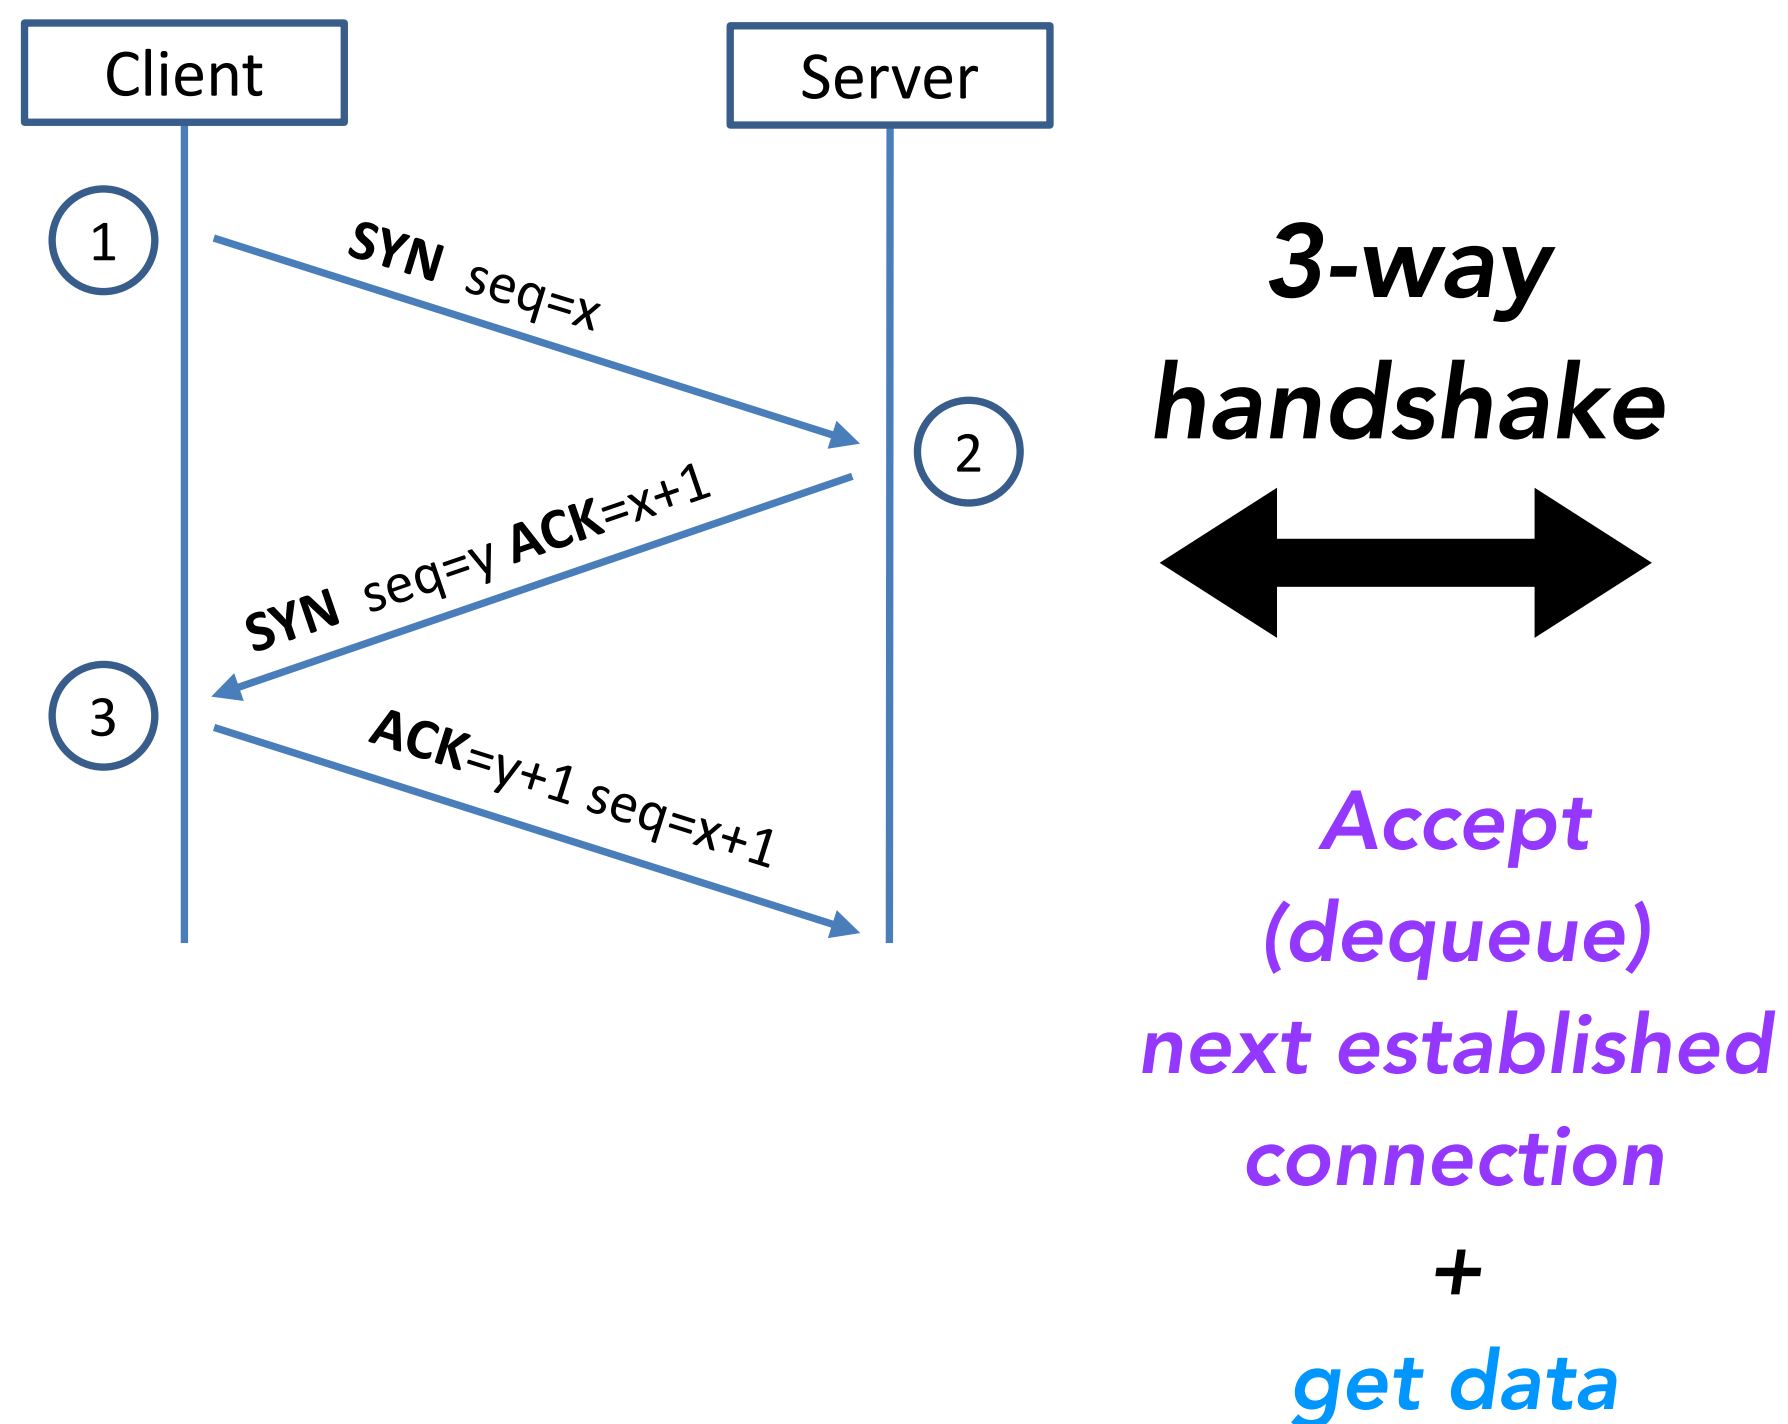 Client
Server
1
SYN seq=x
2
SYN seq=y ACK=x+1
3
ACK=y+1 seq=x+1
3-way
handshake
Accept
(dequeue)
next established
connection
+
get data